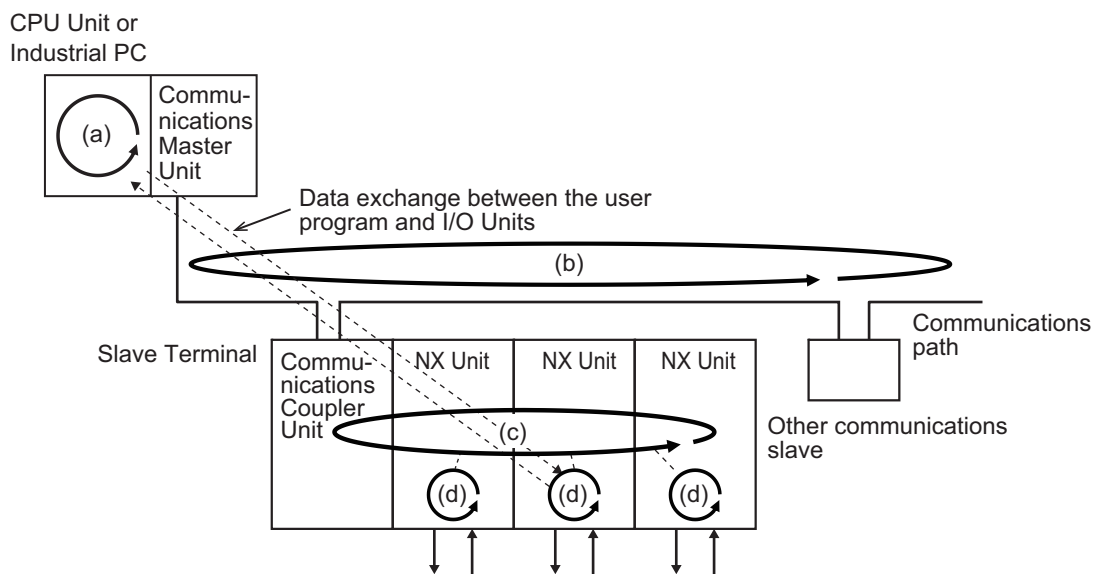 CPU Unit or
Industrial PC
(a)
Commu-
nications
Master
Unit
Data exchange between the user
program and I/O Units
(b)
Communications
path
Slave Terminal
Commu-
nications
Coupler
Unit
NX Unit
NX Unit
NX Unit
(c)
Other communications
slave
(d)
(d)
(d)